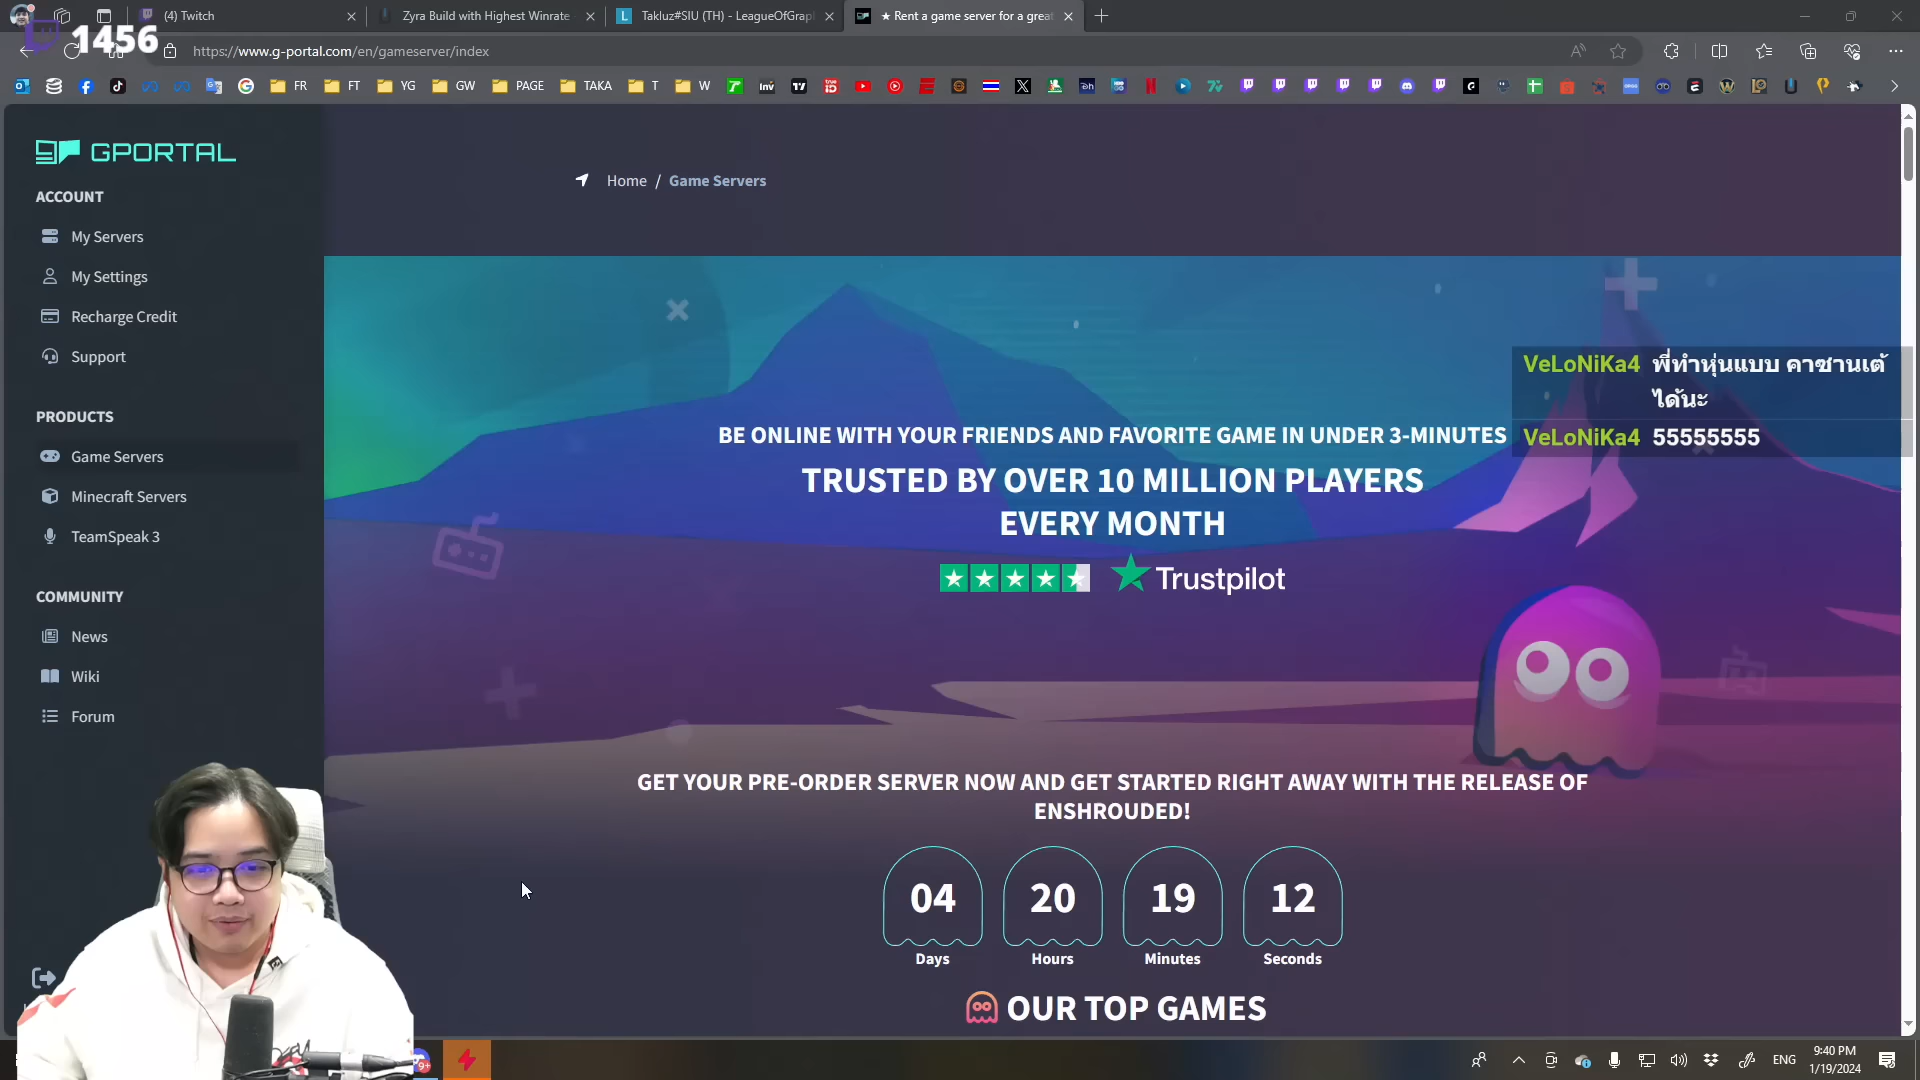 (4) Twitch
Zyra Build with Highest Winrate
Takluz#SIU (TH) - LeagueOfGrap
★ Rent a game server for a grea
1456
https://www.g-portal.com/en/gameserver/index
FR
FT
YG
GW
PAGE
TAKA
T
W
GPORTAL
Home / Game Servers
ACCOUNT
My Servers
My Settings
Recharge Credit
Support
PRODUCTS
Game Servers
Minecraft Servers
TeamSpeak 3
COMMUNITY
News
Wiki
Forum
BE ONLINE WITH YOUR FRIENDS AND FAVORITE GAME IN UNDER 3-MINUTES
TRUSTED BY OVER 10 MILLION PLAYERS
EVERY MONTH
Trustpilot
VeLoNiKa4 พี่ทำหุ่นแบบ คาซานเต้
ได้นะ
VeLoNiKa4 55555555
GET YOUR PRE-ORDER SERVER NOW AND GET STARTED RIGHT AWAY WITH THE RELEASE OF
ENSHROUDED!
04 20 19 12
Days Hours Minutes Seconds
OUR TOP GAMES
ENG
9:40 PM
1/19/2024